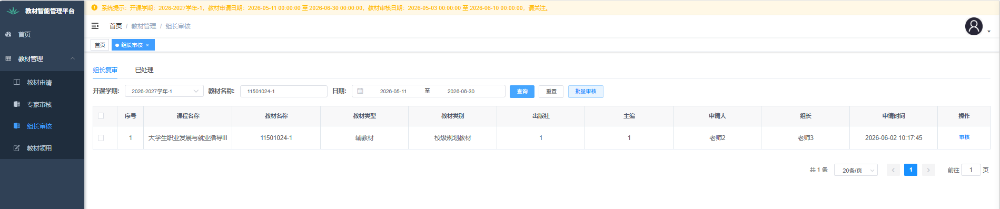 教材智能管理平台
系统提示：开课学期：2026-2027学年-1，教材申请日期：2026-05-11 00:00:00 至 2026-06-30 00:00:00，教材审核日期：2026-05-03 00:00:00 至 2026-06-10 00:00:00，请关注。
首页 / 教材管理 / 组长审核
首页
组长审核 ×
首页
教材管理
教材申请
专家审核
组长审核
教材领用
组长复审 已处理
开课学期: 2026-2027学年-1 教材名称: 11501024-1 日期: 2026-05-11 至 2026-06-30 查询 重置 批量审核
序号 课程名称 教材名称 教材类型 教材类别 出版社 主编 申请人 组长 申请时间 操作
1 大学生职业发展与就业指导III 11501024-1 辅教材 校级规划教材 1 1 老师2 老师3 2026-06-02 10:17:45 审核
共 1 条 20条/页 1 前往 1 页